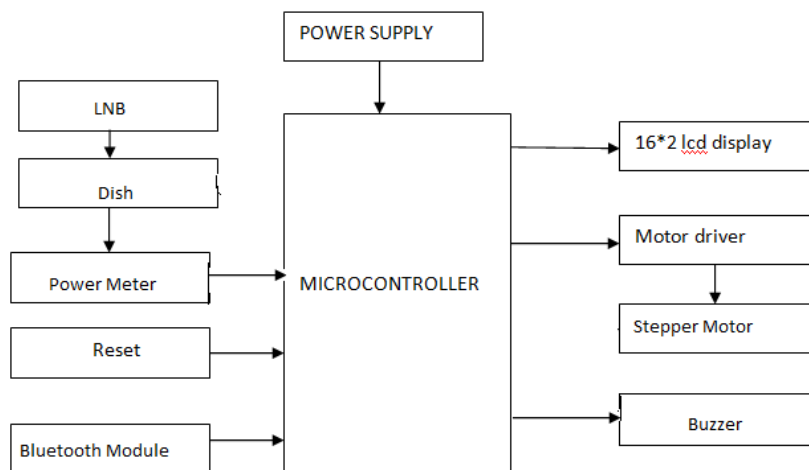 POWER SUPPLY
LNB
Dish
Power Meter
Reset
Bluetooth Module
MICROCONTROLLER
16*2 lcd display
Motor driver
Stepper Motor
Buzzer